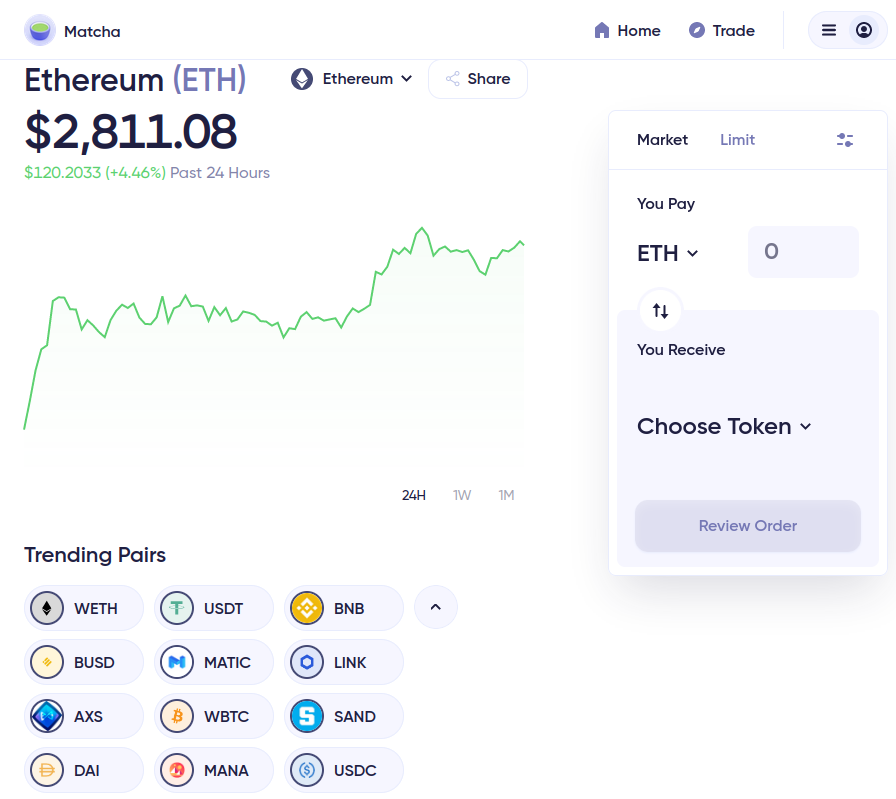 Matcha
Home
Trade
Ethereum (ETH)
Ethereum
Share
$2,811.08
$120.2033 (+4.46%) Past 24 Hours
24H 1W 1M
Market Limit
You Pay
ETH
0
You Receive
Choose Token
Review Order
Trending Pairs
WETH USDT BNB
BUSD MATIC LINK
AXS WBTC SAND
DAI MANA USDC